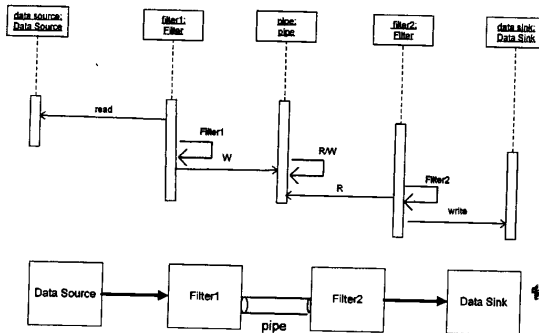 data source:
Data Source
filter1:
Filter
pipe:
pipe
filter2:
Filter
data sink:
Data Sink
read
Filter1
W
R/W
R
Filter2
write
Data Source
Filter1
pipe
Filter2
Data Sink